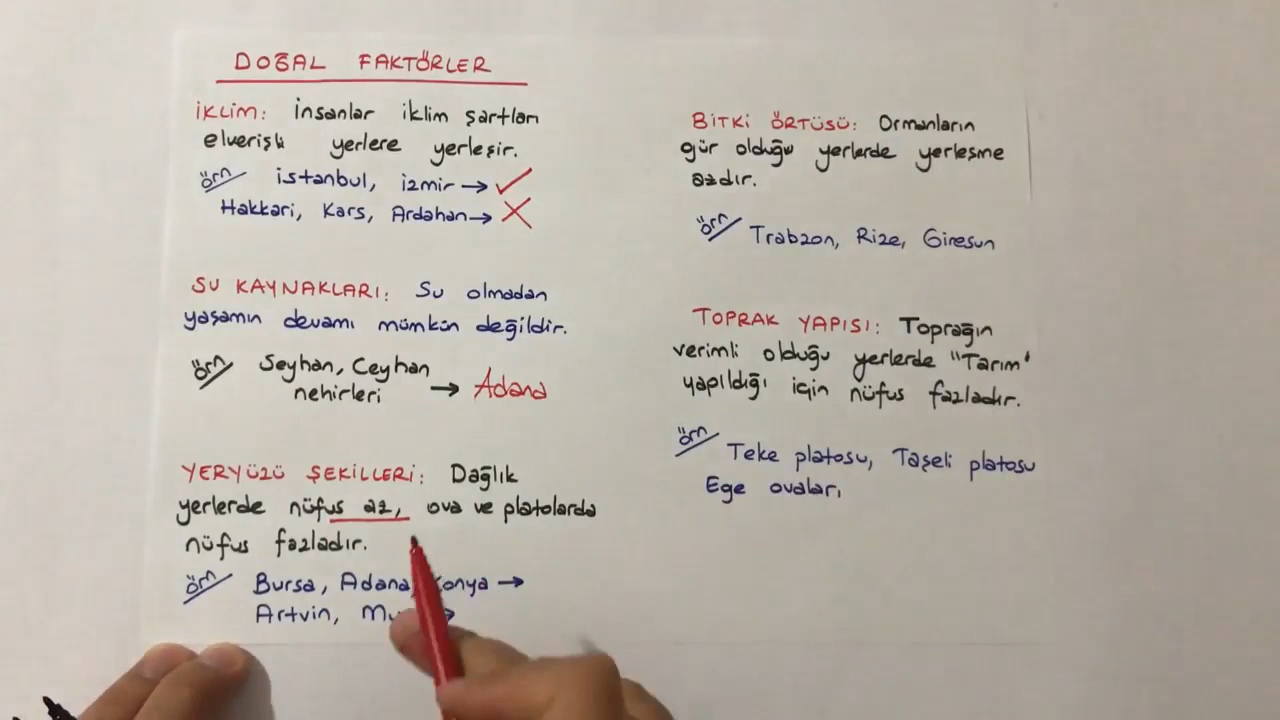 DOĞAL FAKTÖRLER
İKLİM: İnsanlar iklim şartları
elverişli yerlere yerleşir.
örn İstanbul, İzmir → ✓
Hakkari, Kars, Ardahan → ✗
SU KAYNAKLARI: Su olmadan
yaşamın devamı mümkün değildir.
örn Seyhan, Ceyhan
nehirleri → Adana
YERYÜZÜ ŞEKİLLERİ: Dağlık
yerlerde nüfus az, ova ve platolarda
nüfus fazladır.
örn Bursa, Adana, Konya →
Artvin,
BİTKİ ÖRTÜSÜ: Ormanların
gür olduğu yerlerde yerleşme
azdır.
örn Trabzon, Rize, Giresun
TOPRAK YAPISI: Toprağın
verimli olduğu yerlerde "Tarım"
yapıldığı için nüfus fazladır.
örn Teke platosu, Taşeli platosu
Ege ovaları